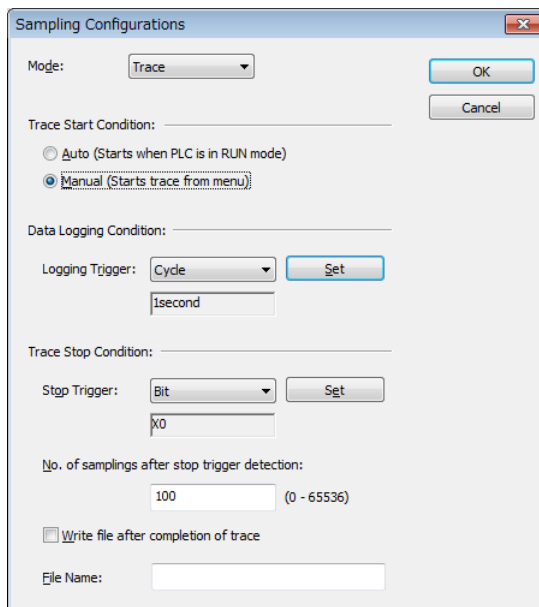 Sampling Configurations
Mode: Trace
OK
Cancel
Trace Start Condition:
Auto (Starts when PLC is in RUN mode)
Manual (Starts trace from menu)
Data Logging Condition:
Logging Trigger: Cycle Set
1second
Trace Stop Condition:
Stop Trigger: Bit Set
X0
No. of samplings after stop trigger detection:
100 (0 - 65536)
Write file after completion of trace
File Name: